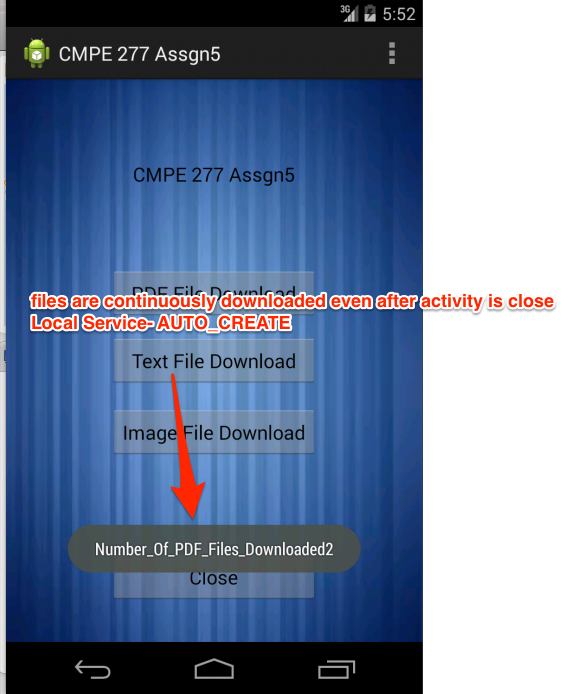 3G 5:52
CMPE 277 Assgn5
CMPE 277 Assgn5
PDF File Download
files are continuously downloaded even after activity is close
Local Service- AUTO_CREATE
Text File Download
Image File Download
Number_Of_PDF_Files_Downloaded2
Close